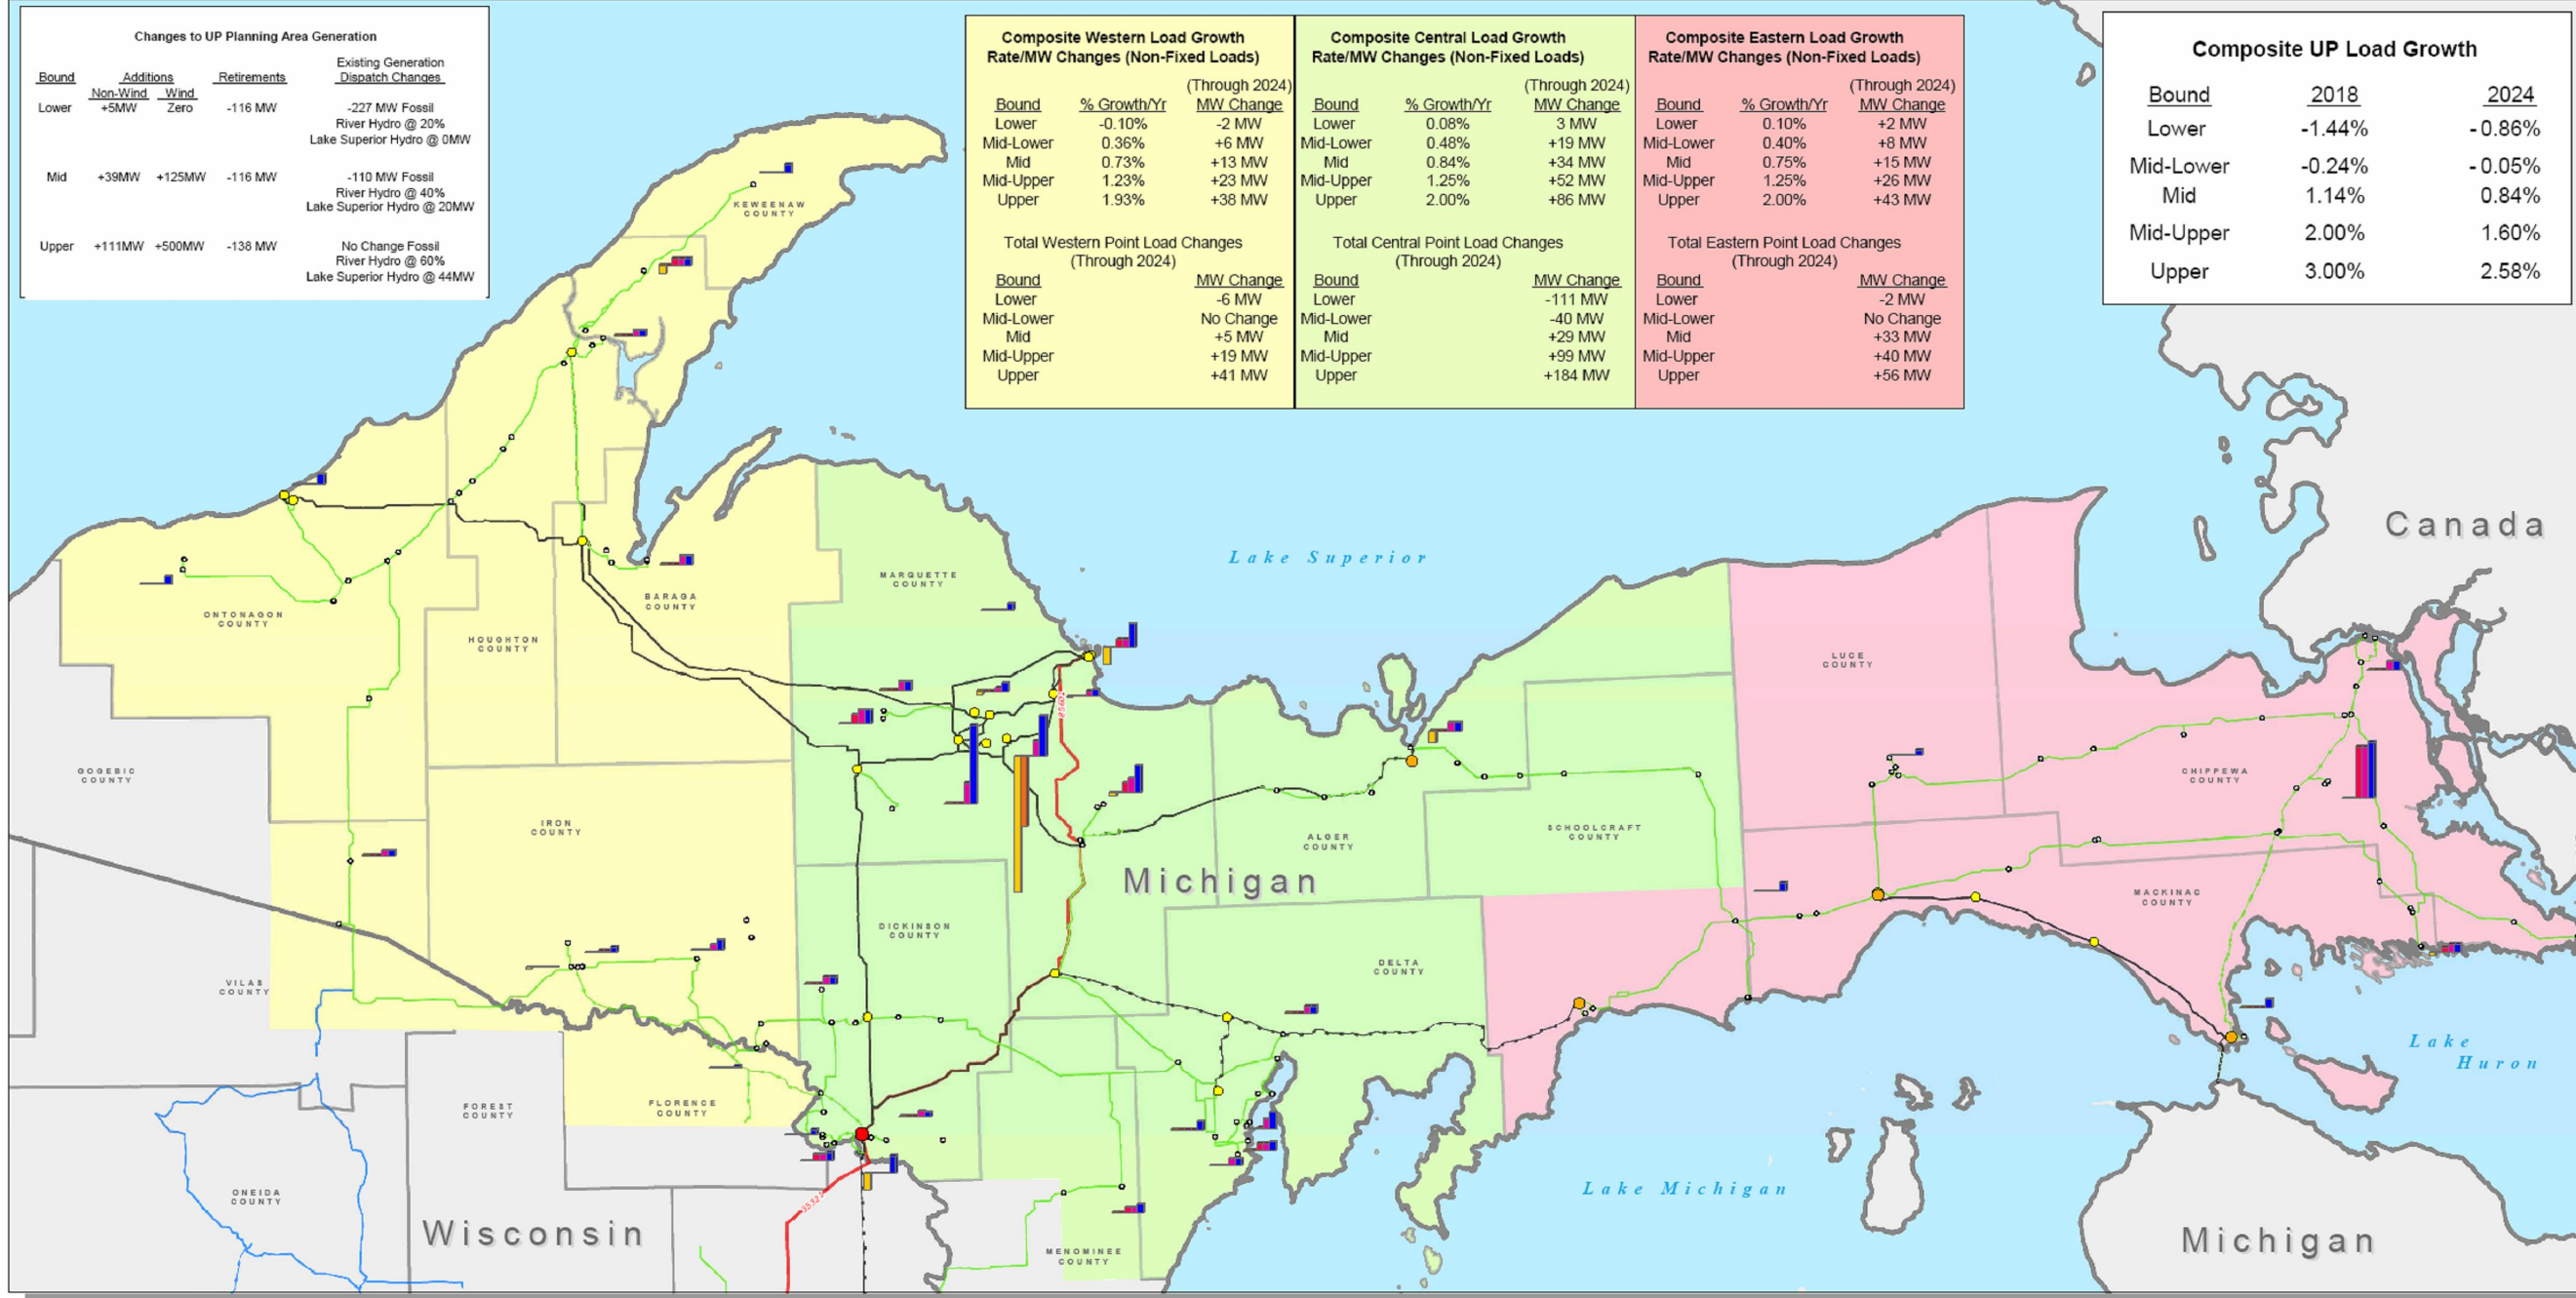 Changes to UP Planning Area Generation
Existing Generation
Bound Additions Retirements Dispatch Changes
Non-Wind Wind
Lower +5MW Zero -116 MW -227 MW Fossil
River Hydro @ 20%
Lake Superior Hydro @ 0MW
Mid +39MW +125MW -116 MW -110 MW Fossil
River Hydro @ 40%
Lake Superior Hydro @ 20MW
Upper +111MW +500MW -138 MW No Change Fossil
River Hydro @ 60%
Lake Superior Hydro @ 44MW
Composite Western Load Growth
Rate/MW Changes (Non-Fixed Loads)
(Through 2024)
Bound % Growth/Yr MW Change
Lower -0.10% -2 MW
Mid-Lower 0.36% +6 MW
Mid 0.73% +13 MW
Mid-Upper 1.23% +23 MW
Upper 1.93% +38 MW
Total Western Point Load Changes
(Through 2024)
Bound MW Change
Lower -6 MW
Mid-Lower No Change
Mid +5 MW
Mid-Upper +19 MW
Upper +41 MW
Composite Central Load Growth
Rate/MW Changes (Non-Fixed Loads)
(Through 2024)
Bound % Growth/Yr MW Change
Lower 0.08% 3 MW
Mid-Lower 0.48% +19 MW
Mid 0.84% +34 MW
Mid-Upper 1.25% +52 MW
Upper 2.00% +86 MW
Total Central Point Load Changes
(Through 2024)
Bound MW Change
Lower -111 MW
Mid-Lower -40 MW
Mid +29 MW
Mid-Upper +99 MW
Upper +184 MW
Composite Eastern Load Growth
Rate/MW Changes (Non-Fixed Loads)
(Through 2024)
Bound % Growth/Yr MW Change
Lower 0.10% +2 MW
Mid-Lower 0.40% +8 MW
Mid 0.75% +15 MW
Mid-Upper 1.25% +26 MW
Upper 2.00% +43 MW
Total Eastern Point Load Changes
(Through 2024)
Bound MW Change
Lower -2 MW
Mid-Lower No Change
Mid +33 MW
Mid-Upper +40 MW
Upper +56 MW
Composite UP Load Growth
Bound 2018 2024
Lower -1.44% -0.86%
Mid-Lower -0.24% -0.05%
Mid 1.14% 0.84%
Mid-Upper 2.00% 1.60%
Upper 3.00% 2.58%
KEWEENAW
COUNTY
Canada
Lake Superior
MARQUETTE
COUNTY
BARAGA
COUNTY
ONTONAGON
COUNTY
HOUGHTON
COUNTY
LUCE
COUNTY
GOGEBIC
COUNTY
CHIPPEWA
COUNTY
IRON
COUNTY
ALGER
COUNTY
SCHOOLCRAFT
COUNTY
Michigan
MACKINAC
COUNTY
DICKINSON
COUNTY
DELTA
COUNTY
VILAS
COUNTY
Lake
Huron
FOREST
COUNTY
FLORENCE
COUNTY
ONEIDA
COUNTY
Lake Michigan
Wisconsin
MENOMINEE
COUNTY
Michigan